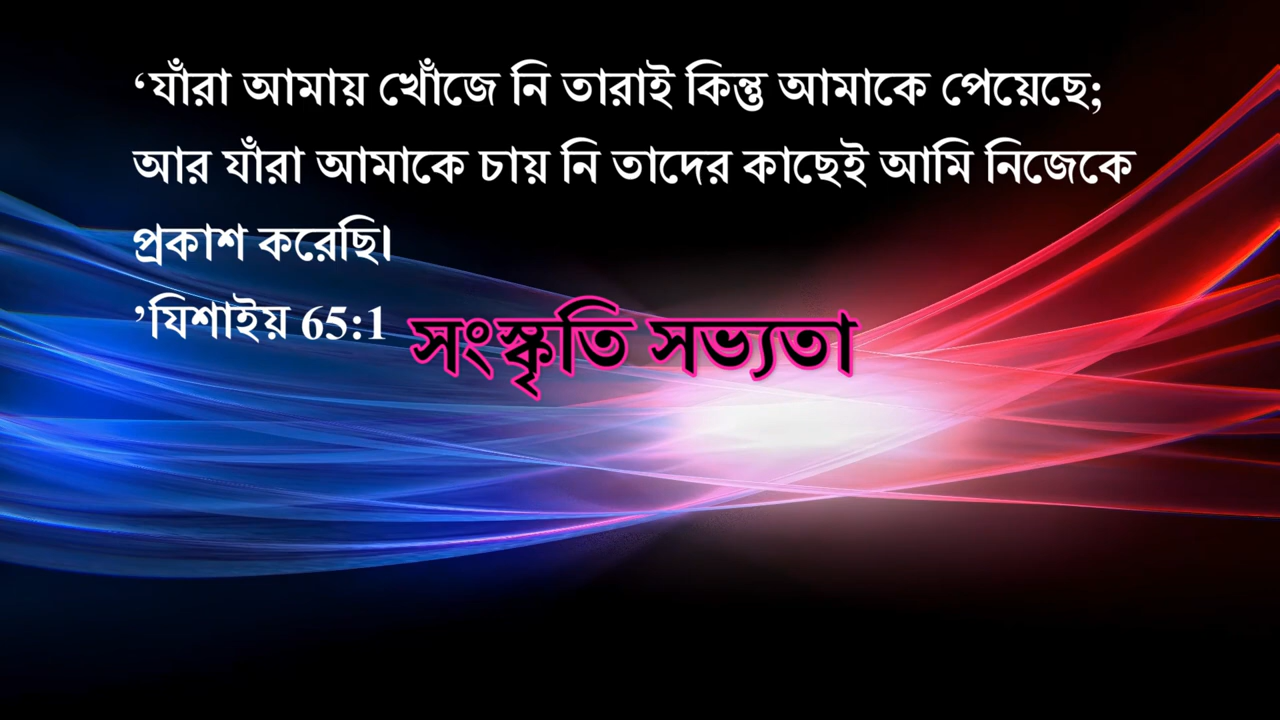 ‘যাঁরা আমায় খোঁজে নি তারাই কিন্তু আমাকে পেয়েছে;
আর যাঁরা আমাকে চায় নি তাদের কাছেই আমি নিজেকে
প্রকাশ করেছি।
’যিশাইয় 65:1
সংস্কৃতি সভ্যতা